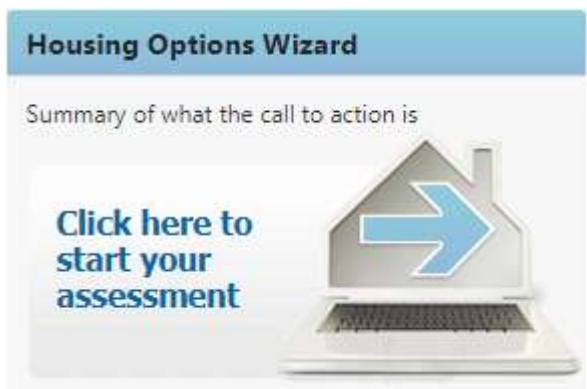 Housing Options Wizard
Summary of what the call to action is
Click here to
start your
assessment